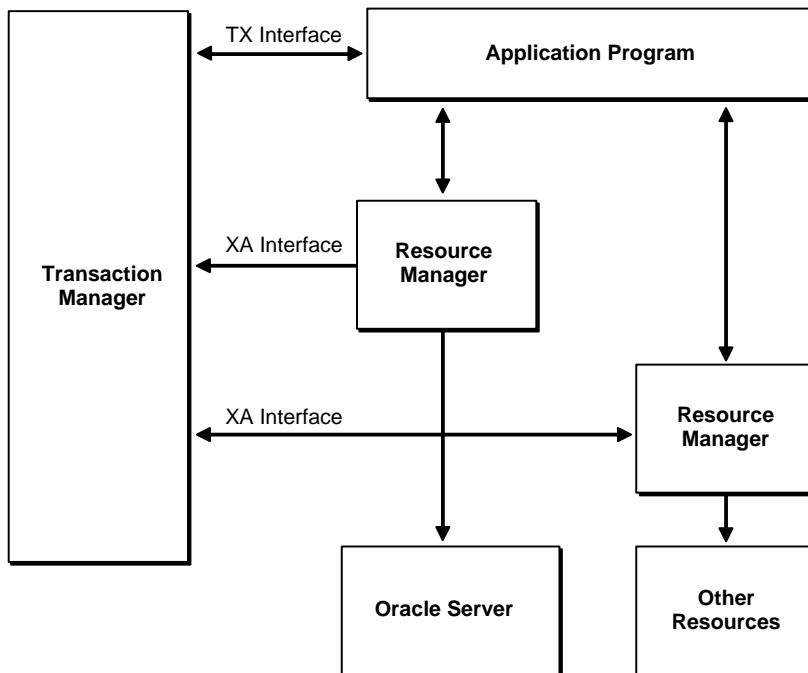 TX Interface
Application Program
XA Interface
Resource
Manager
Transaction
Manager
XA Interface
Resource
Manager
Oracle Server
Other
Resources